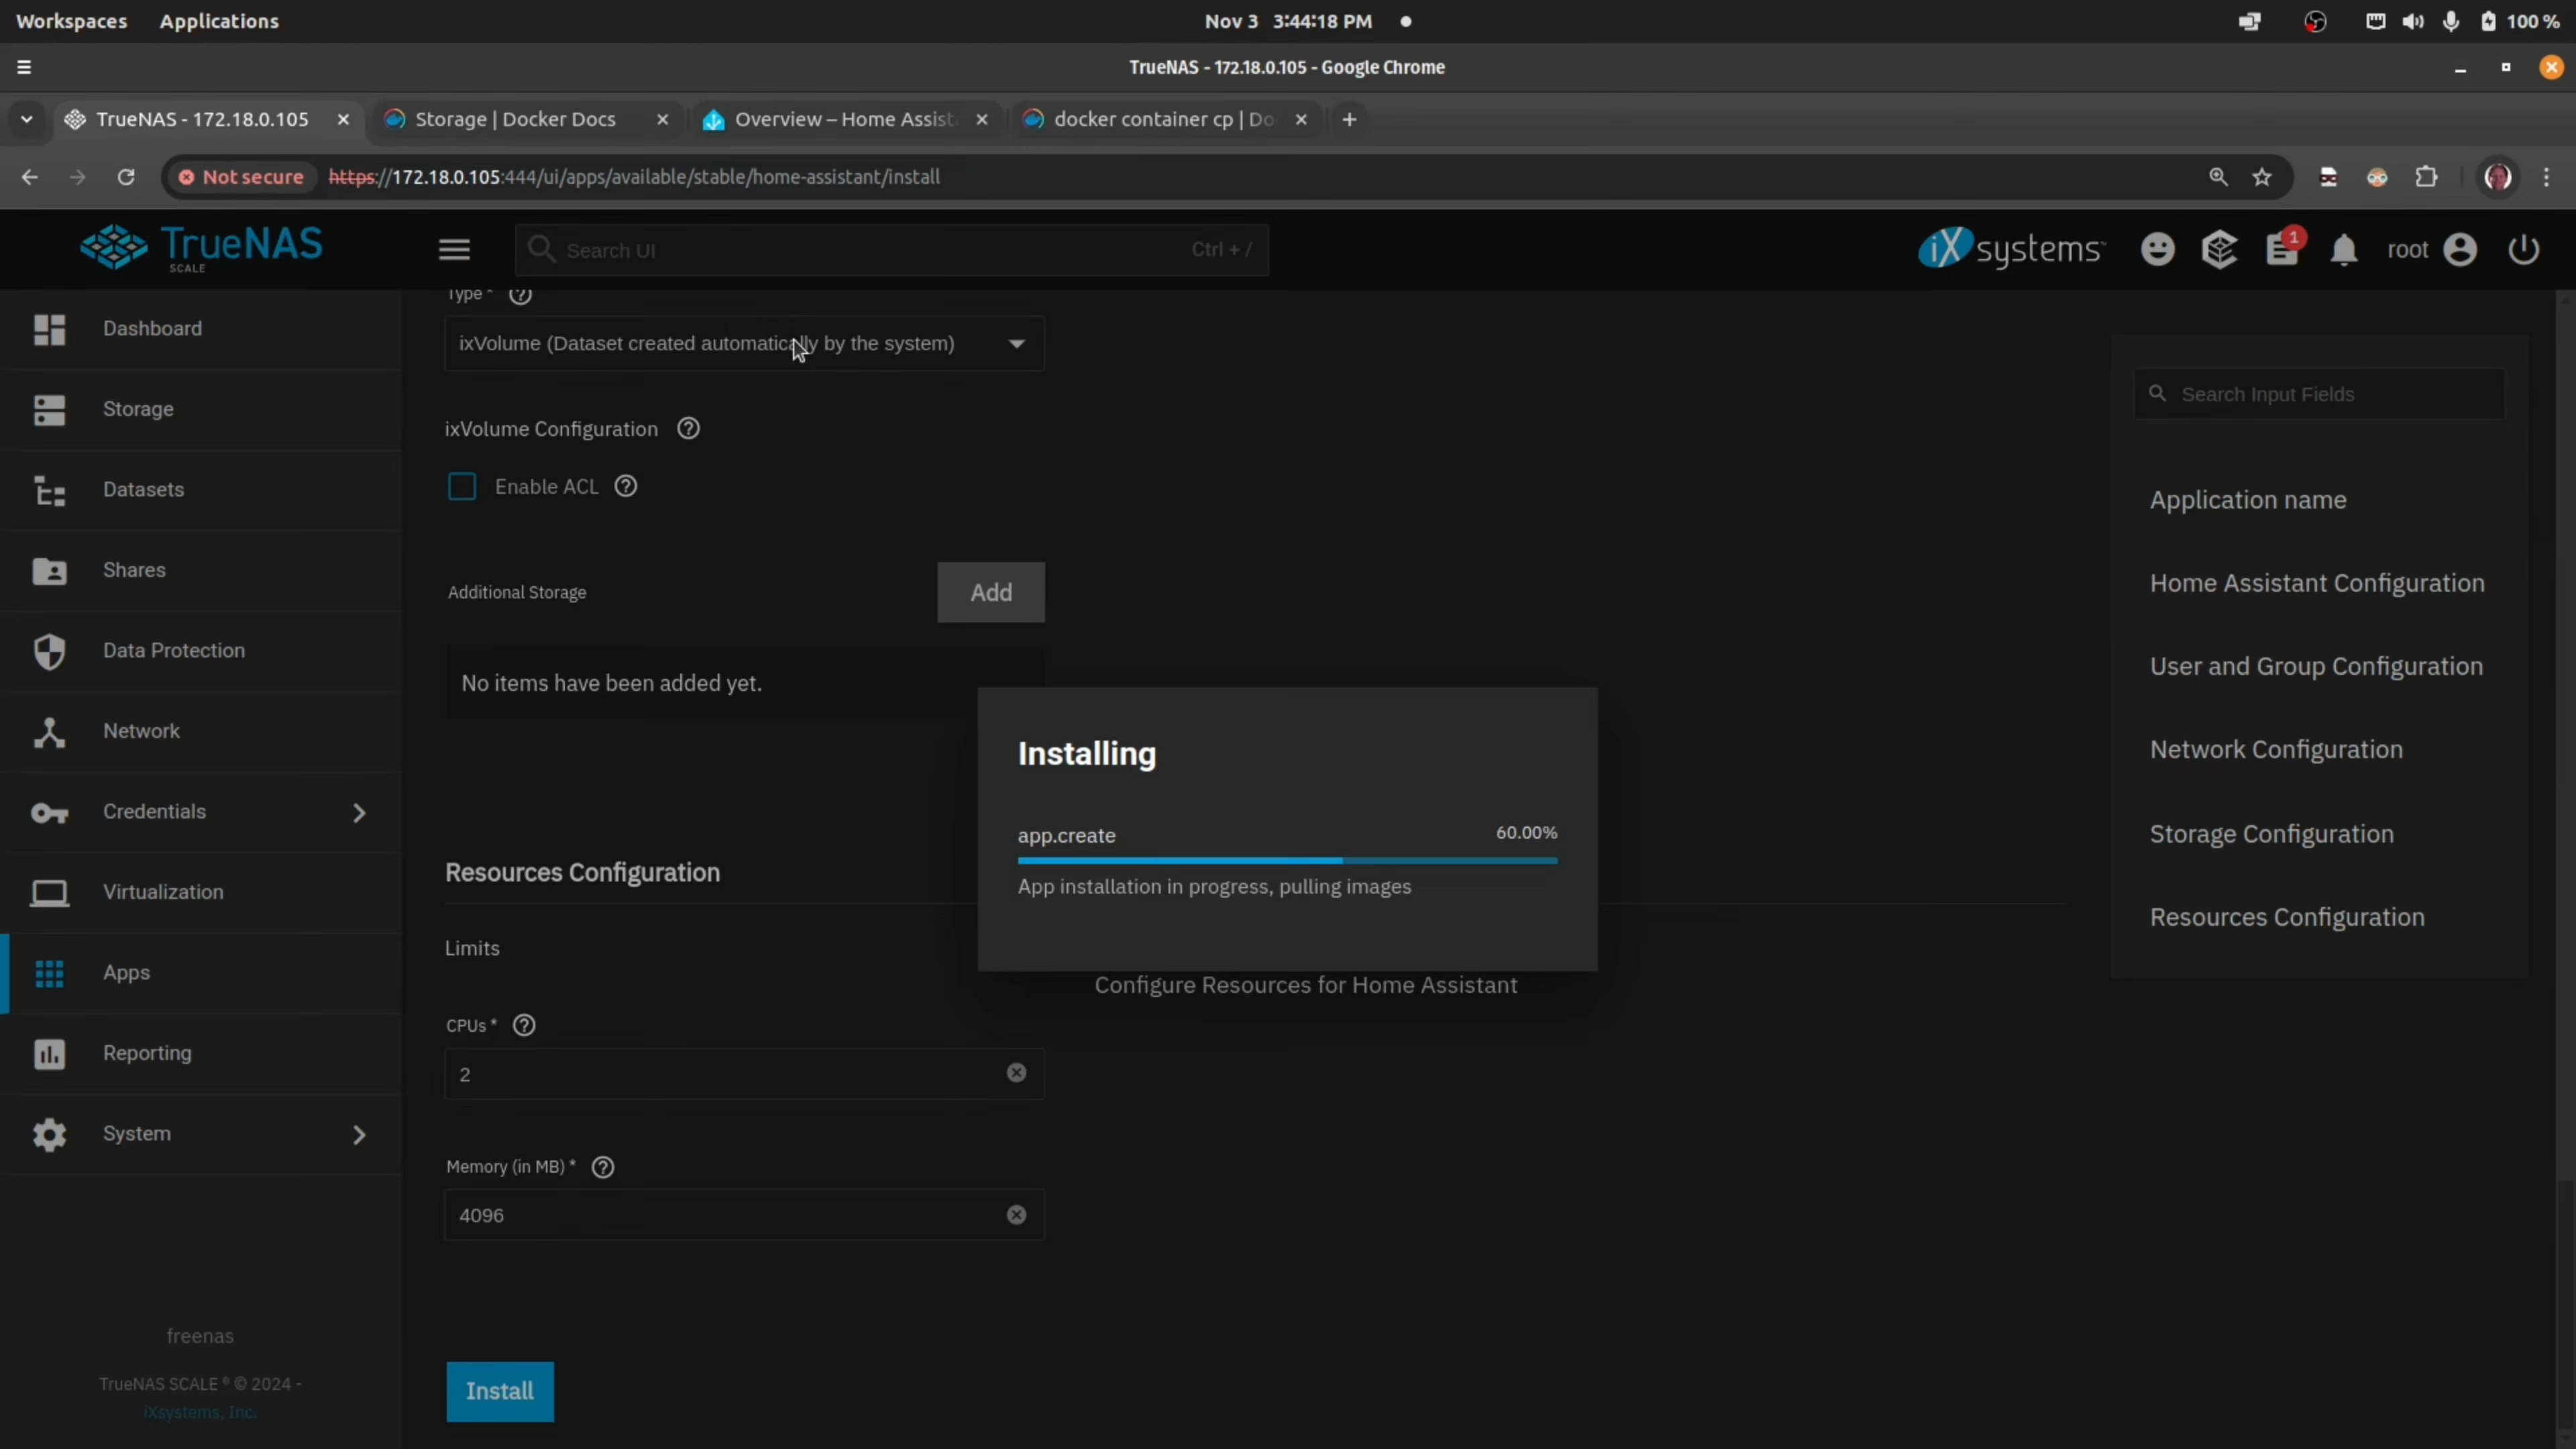 Workspaces Applications Nov 3 3:44:18 PM 100 %
TrueNAS - 172.18.0.105 - Google Chrome
TrueNAS - 172.18.0.105 Storage | Docker Docs Overview – Home Assist docker container cp | Do
Not secure https://172.18.0.105:444/ui/apps/available/stable/home-assistant/install
TrueNAS
SCALE
Search UI Ctrl + /
iXsystems
1
root
Dashboard
Storage
Datasets
Shares
Data Protection
Network
Credentials
Virtualization
Apps
Reporting
System
freenas
TrueNAS SCALE ® © 2024 -
iXsystems, Inc.
Type *
ixVolume (Dataset created automatically by the system)
ixVolume Configuration
Enable ACL
Additional Storage
Add
No items have been added yet.
Installing
app.create 60.00%
App installation in progress, pulling images
Resources Configuration
Limits
Configure Resources for Home Assistant
CPUs *
2
Memory (in MB) *
4096
Install
Search Input Fields
Application name
Home Assistant Configuration
User and Group Configuration
Network Configuration
Storage Configuration
Resources Configuration